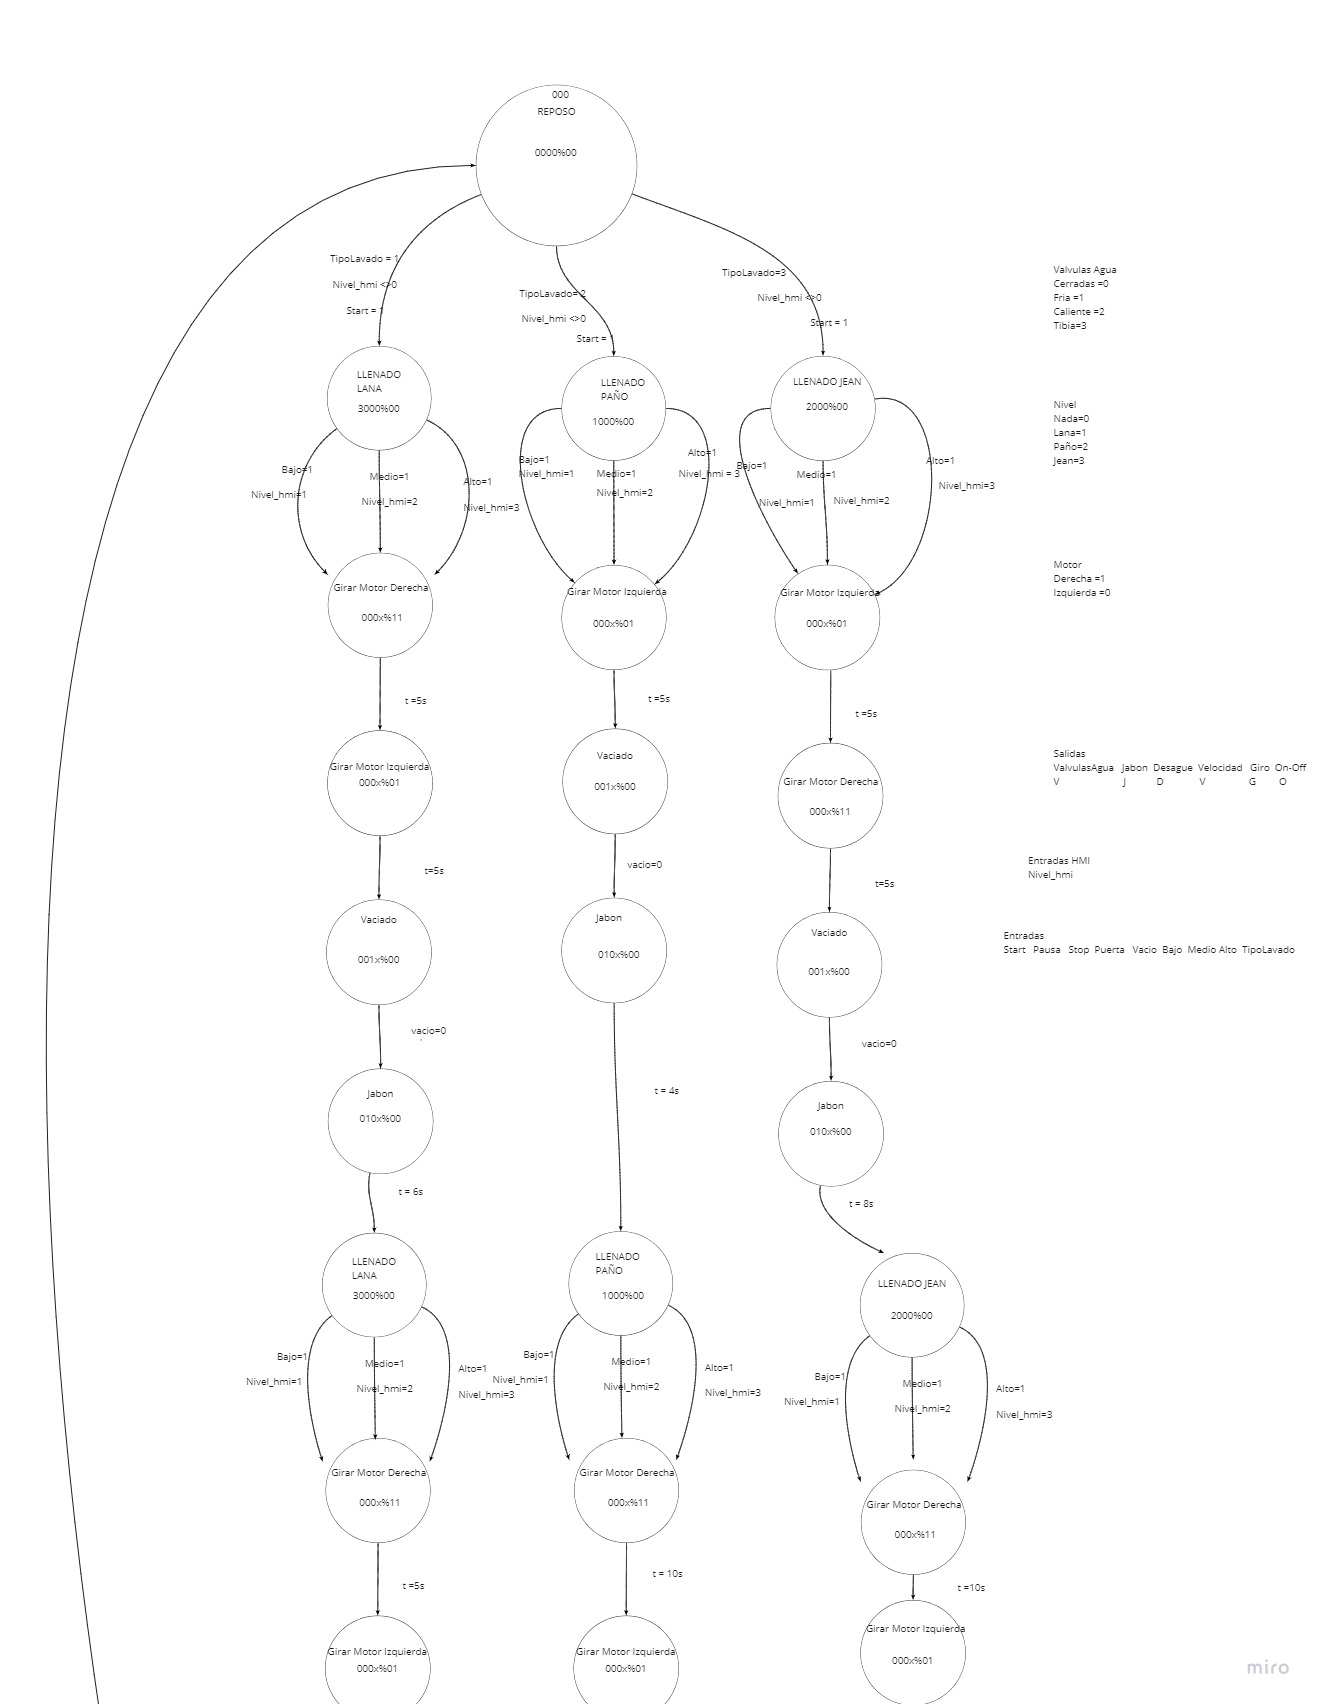 000
REPOSO
0000%00
TipoLavado = 1
Nivel_hmi <>0
Start = 1
TipoLavado= 2
Nivel_hmi <>0
Start =
TipoLavado=3
Nivel_hmi <>0
Start = 1
Valvulas Agua
Cerradas =0
Fria =1
Caliente =2
Tibia=3
LLENADO
LANA
3000%00
LLENADO
PAÑO
1000%00
LLENADO JEAN
2000%00
Nivel
Nada=0
Lana=1
Paño=2
Jean=3
Bajo=1
Nivel_hmi=1
Medio=1
Nivel_hmi=2
Alto=1
Nivel_hmi=3
Bajo=1
Nivel_hmi=1
Medio=1
Nivel_hmi=2
Alto=1
Nivel_hmi = 3
Bajo=1
Nivel_hmi=1
Medio=1
Nivel_hmi=2
Alto=1
Nivel_hmi=3
Girar Motor Derecha
000x%11
Girar Motor Izquierda
000x%01
Girar Motor Izquierda
000x%01
Motor
Derecha =1
Izquierda =0
t =5s
t =5s
t =5s
Girar Motor Izquierda
000x%01
Vaciado
001x%00
Girar Motor Derecha
000x%11
Salidas
ValvulasAgua Jabon Desague Velocidad Giro On-Off
V J D V G O
t=5s
vacio=0
t=5s
Entradas HMI
Nivel_hmi
Vaciado
001x%00
Jabon
010x%00
Vaciado
001x%00
Entradas
Start Pausa Stop Puerta Vacio Bajo Medio Alto TipoLavado
vacio=0
t = 4s
vacio=0
Jabon
010x%00
Jabon
010x%00
t = 6s
t = 8s
LLENADO
LANA
3000%00
LLENADO
PAÑO
1000%00
LLENADO JEAN
2000%00
Bajo=1
Nivel_hmi=1
Medio=1
Nivel_hmi=2
Alto=1
Nivel_hmi=3
Bajo=1
Nivel_hmi=1
Medio=1
Nivel_hmi=2
Alto=1
Nivel_hmi=3
Bajo=1
Nivel_hmi=1
Medio=1
Nivel_hmi=2
Alto=1
Nivel_hmi=3
Girar Motor Derecha
000x%11
Girar Motor Derecha
000x%11
Girar Motor Derecha
000x%11
t =5s
t = 10s
t =10s
Girar Motor Izquierda
000x%01
Girar Motor Izquierda
000x%01
Girar Motor Izquierda
000x%01
miro